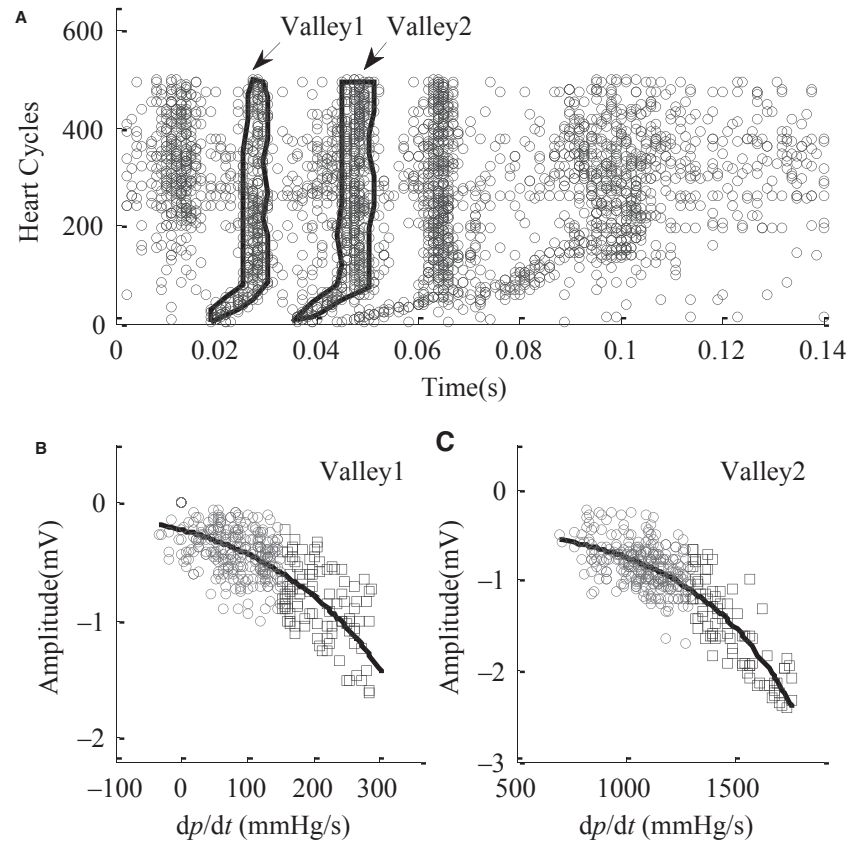 A
Valley1 Valley2
600
400
200
0
Heart Cycles
0 0.02 0.04 0.06 0.08 0.1 0.12 0.14
Time(s)
B
Valley1
0
−1
−2
Amplitude(mV)
−100 0 100 200 300
dp/dt (mmHg/s)
C
Valley2
0
−1
−2
−3
Amplitude(mV)
500 1000 1500
dp/dt (mmHg/s)